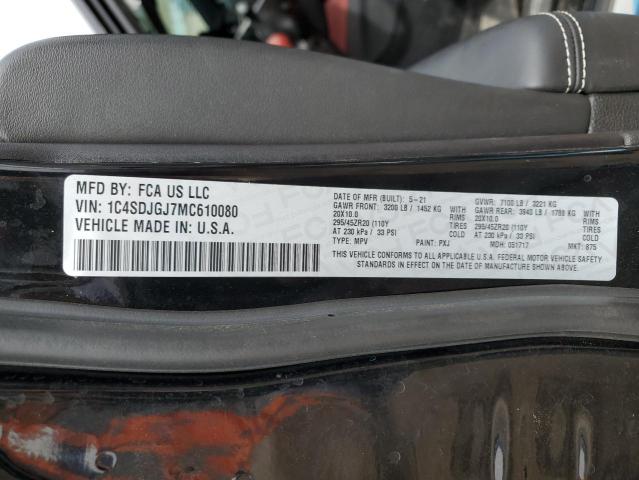 MFD BY: FCA US LLC
VIN: 1C4SDJGJ7MC610080
VEHICLE MADE IN: U.S.A.
DATE OF MFR (BUILT): 5-21 GVWR: 7100 LB / 3221 KG
GAWR FRONT: 3200 LB / 1452 KG WITH GAWR REAR: 3940 LB / 1788 KG WITH
20X10.0 RIMS 20X10.0 RIMS
295/45ZR20 (110Y TIRES 295/45ZR20 (110Y TIRES
AT 230 kPa / 33 PSI COLD AT 230 kPa / 33 PSI COLD
TYPE: MPV PAINT: PXJ MDH: 051717 MKT: 875
THIS VEHICLE CONFORMS TO ALL APPLICABLE U.S.A. FEDERAL MOTOR VEHICLE SAFETY
STANDARDS IN EFFECT ON THE DATE OF MANUFACTURE SHOWN ABOVE.